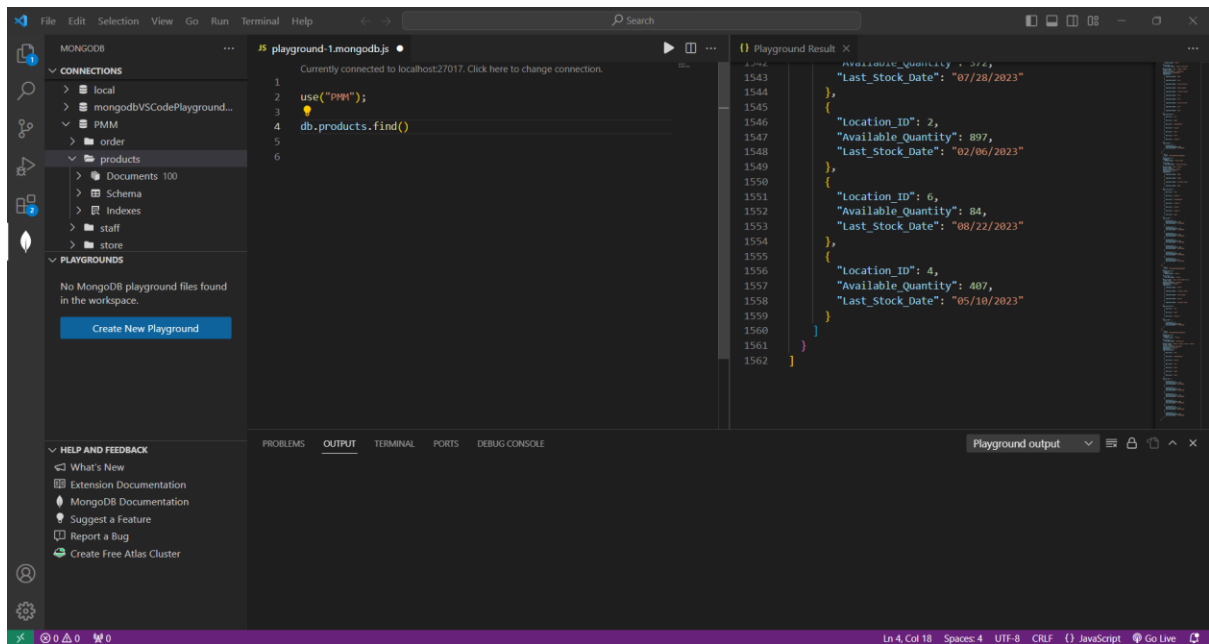 File Edit Selection View Go Run Terminal Help
Search
MONGODB
CONNECTIONS
local
mongodbVSCodePlayground...
PMM
order
products
Documents 100
Schema
Indexes
staff
store
PLAYGROUNDS
No MongoDB playground files found
in the workspace.
Create New Playground
HELP AND FEEDBACK
What's New
Extension Documentation
MongoDB Documentation
Suggest a Feature
Report a Bug
Create Free Atlas Cluster
JS playground-1.mongodb.js
Currently connected to localhost:27017. Click here to change connection.
1
2 use("PMM");
3
4 db.products.find()
5
6
{} Playground Result
1542 "Available_Quantity": 572,
1543 "Last_Stock_Date": "07/28/2023"
1544 },
1545 {
1546 "Location_ID": 2,
1547 "Available_Quantity": 897,
1548 "Last_Stock_Date": "02/06/2023"
1549 },
1550 {
1551 "Location_ID": 6,
1552 "Available_Quantity": 84,
1553 "Last_Stock_Date": "08/22/2023"
1554 },
1555 {
1556 "Location_ID": 4,
1557 "Available_Quantity": 407,
1558 "Last_Stock_Date": "05/10/2023"
1559 }
1560 ]
1561 }
1562 ]
PROBLEMS OUTPUT TERMINAL PORTS DEBUG CONSOLE
Playground output
0 0 0
Ln 4, Col 18 Spaces: 4 UTF-8 CRLF {} JavaScript Go Live